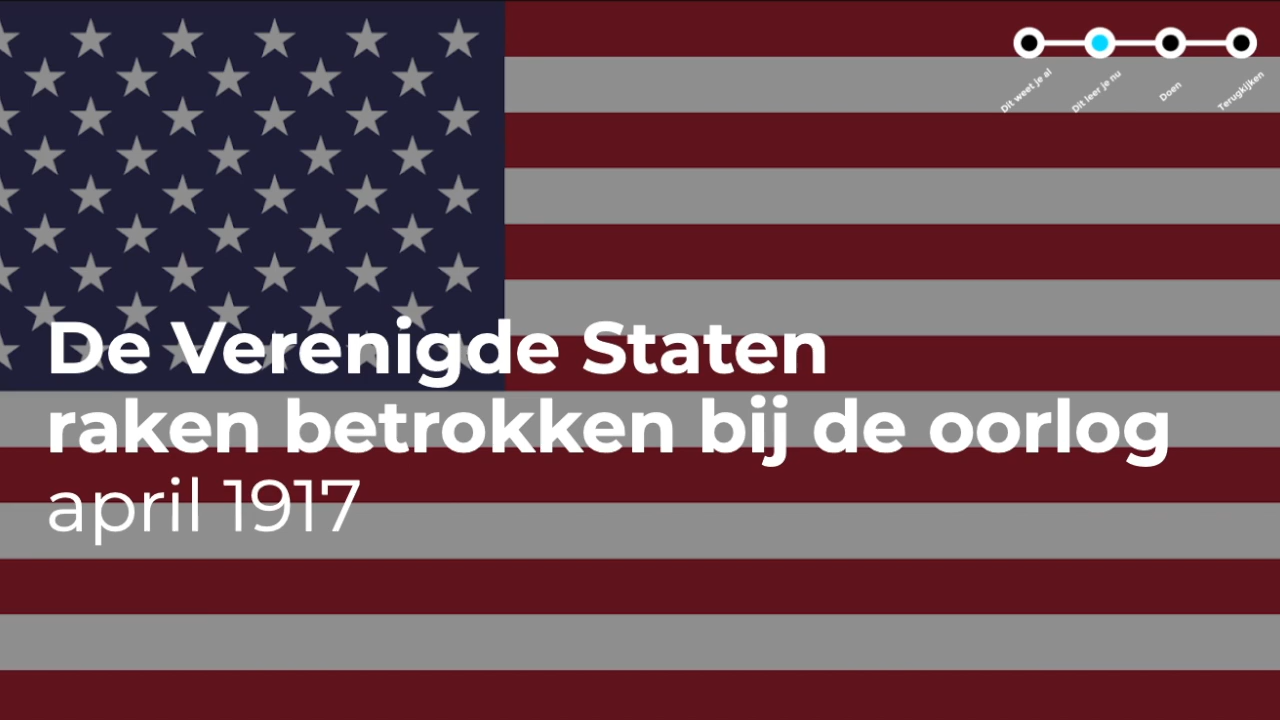 Dit weet je al
Dit leer je nu
Doen
Terugkijken
De Verenigde Staten
raken betrokken bij de oorlog
april 1917